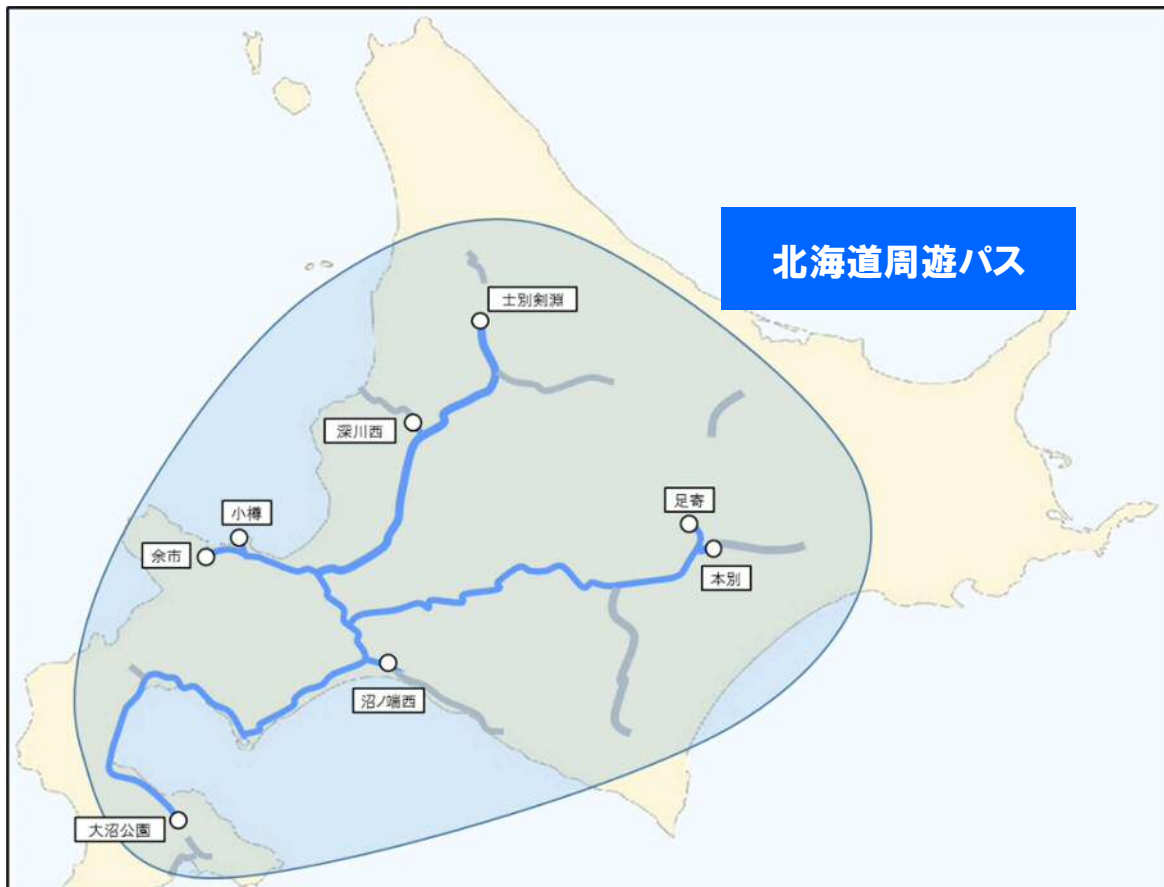 北海道周遊パス
士別剣淵
深川西
小樽
余市
足寄
本別
沼ノ端西
大沼公園